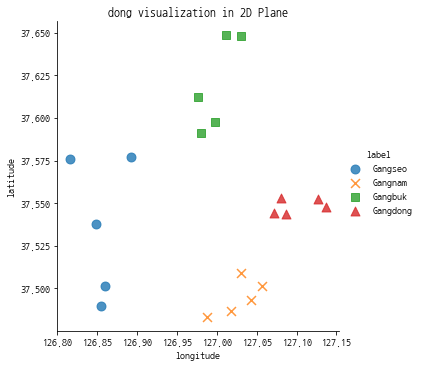 dong visualization in 2D Plane
37,650
37,625
37,600
37,575
37,550
37,525
37,500
latitude
126,80 126,85 126,90 126,95 127,00 127,05 127,10 127,15
longitude
label
Gangseo
Gangnam
Gangbuk
Gangdong